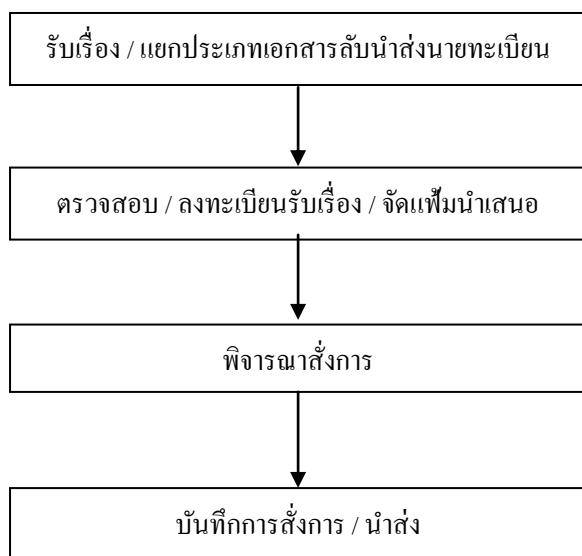 รับเรื่อง / แยกประเภทเอกสารลับนำส่งนายทะเบียน
ตรวจสอบ / ลงทะเบียนรับเรื่อง / จัดแฟ้มนำเสนอ
พิจารณาสั่งการ
บันทึกการสั่งการ / นำส่ง